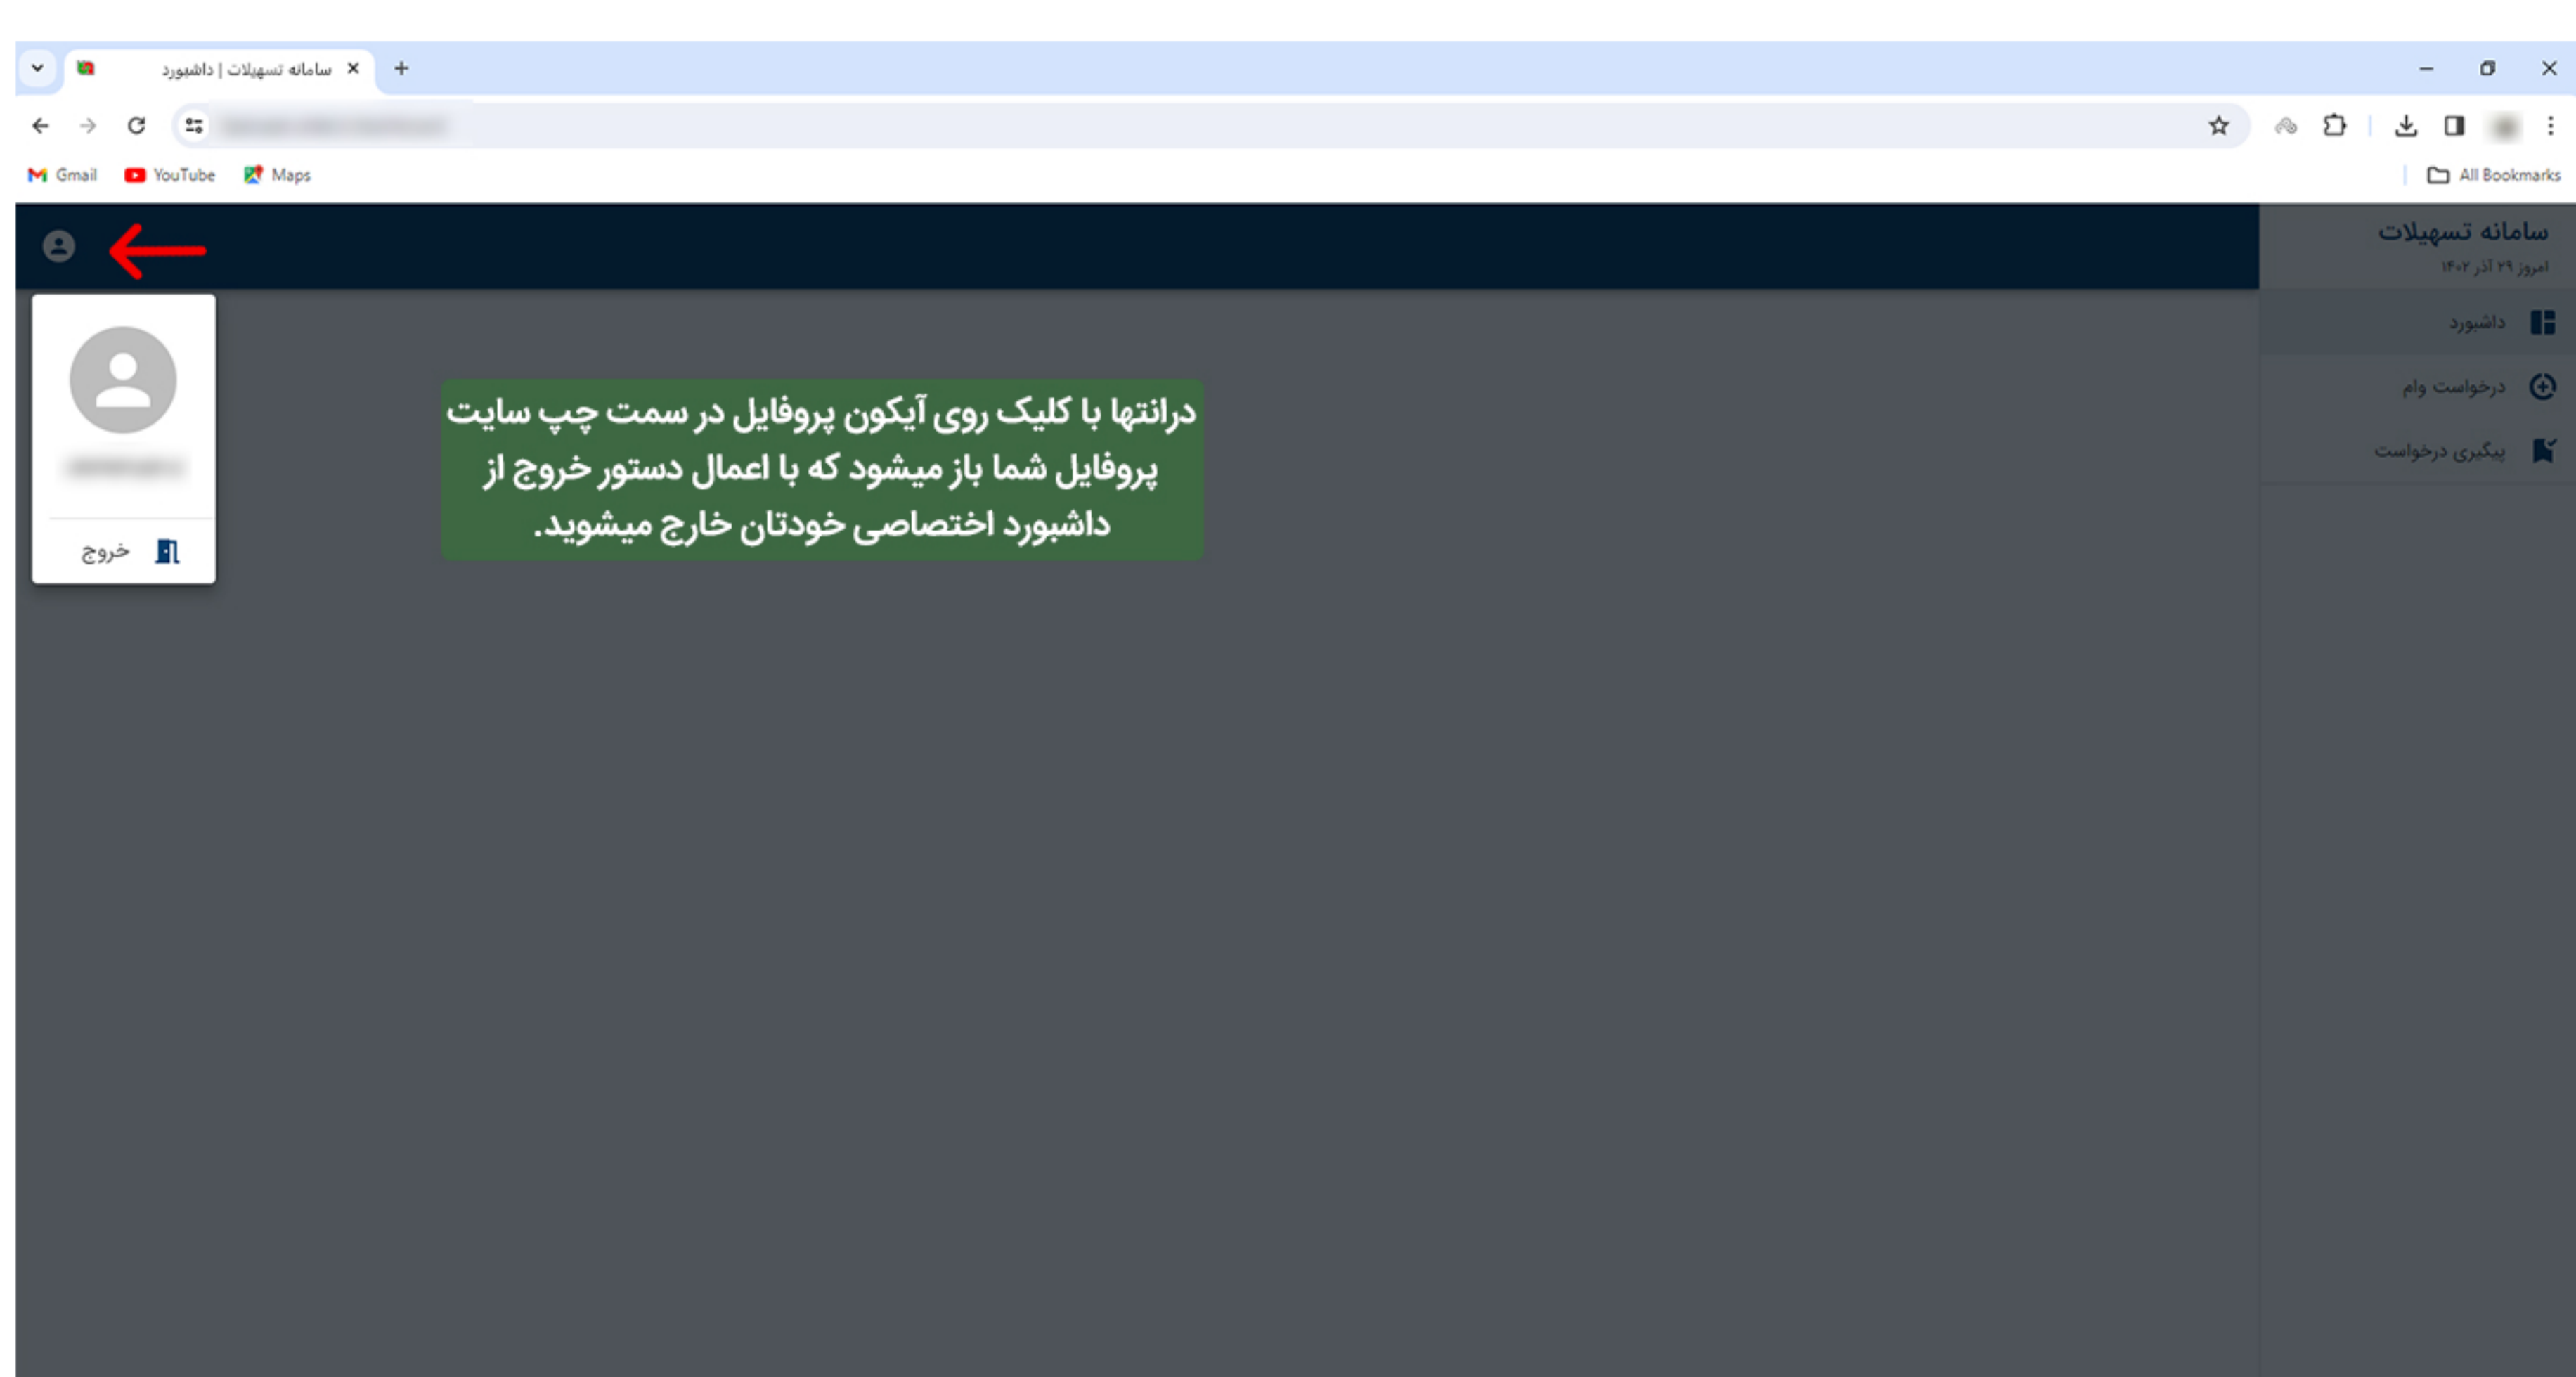 سامانه تسهیلات | داشبورد
Gmail
YouTube
Maps
All Bookmarks
سامانه تسهیلات
امروز ۲۹ آذر ۱۴۰۲
داشبورد
درخواست وام
پیگیری درخواست
درانتها با کلیک روی آیکون پروفایل در سمت چپ سایت
پروفایل شما باز میشود که با اعمال دستور خروج از
داشبورد اختصاصی خودتان خارج میشوید.
خروج